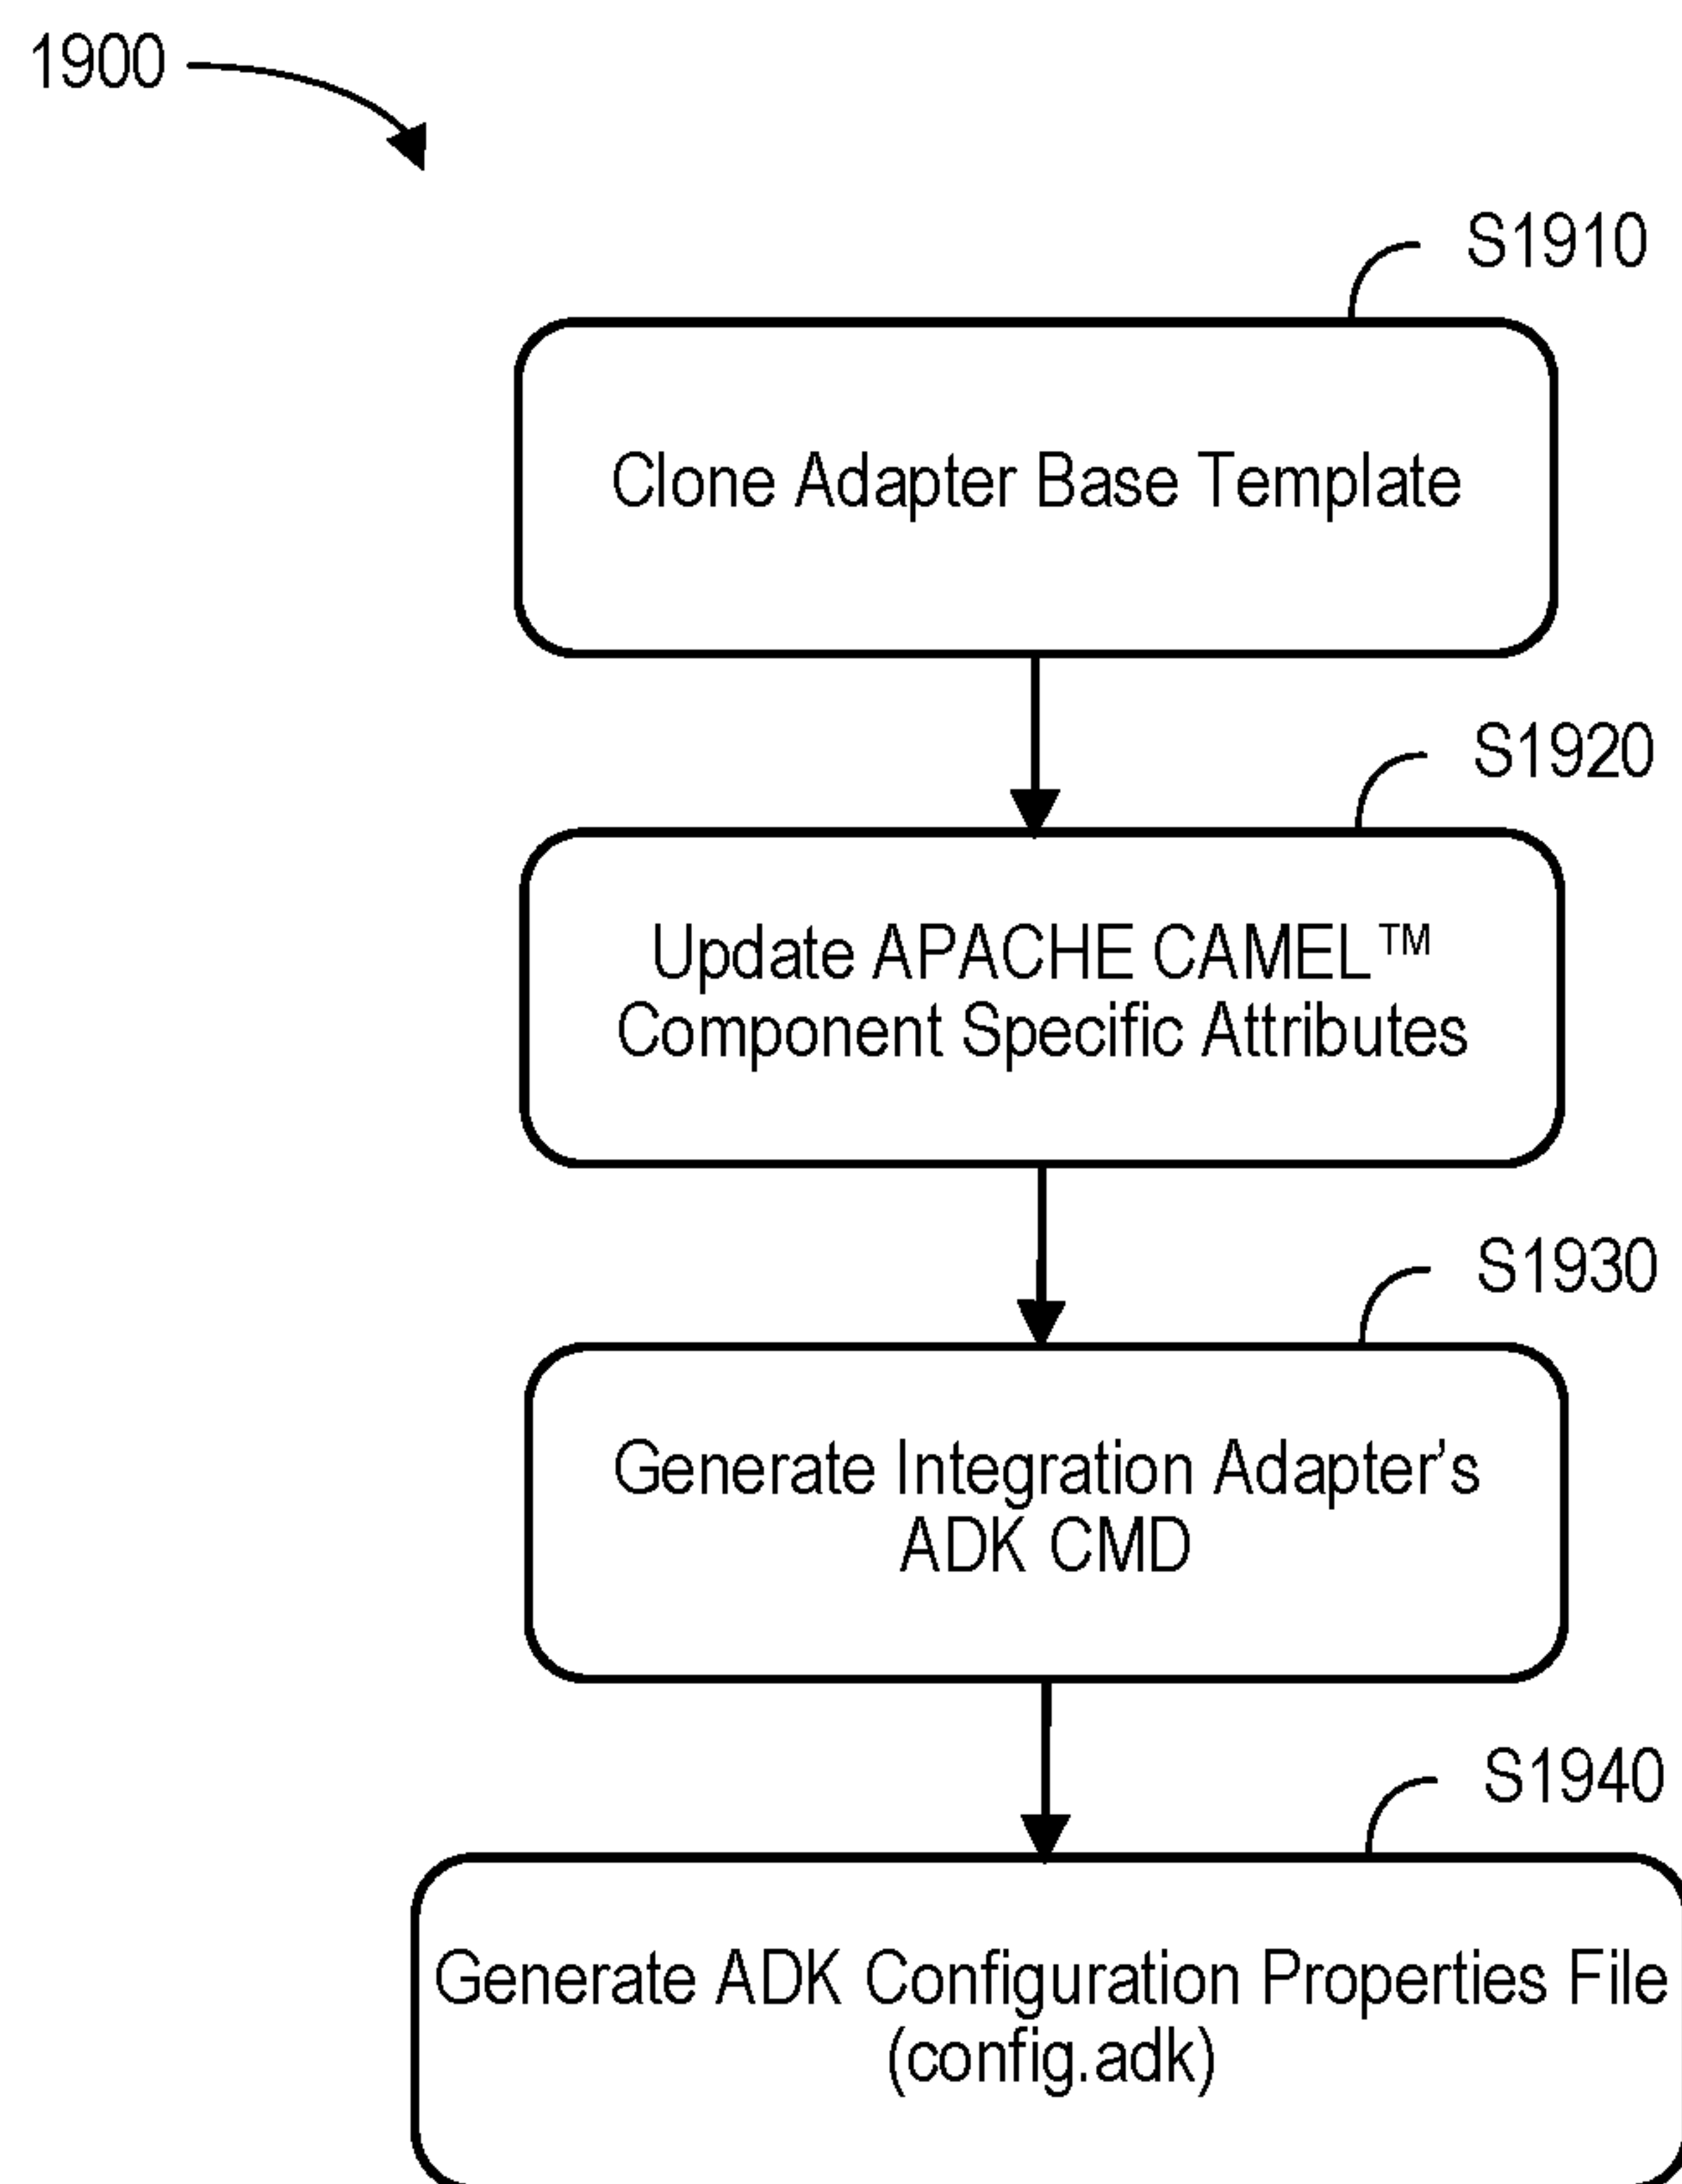 1900
S1910
Clone Adapter Base Template
S1920
Update APACHE CAMEL™
Component Specific Attributes
S1930
Generate Integration Adapter’s
ADK CMD
S1940
Generate ADK Configuration Properties File
(config.adk)